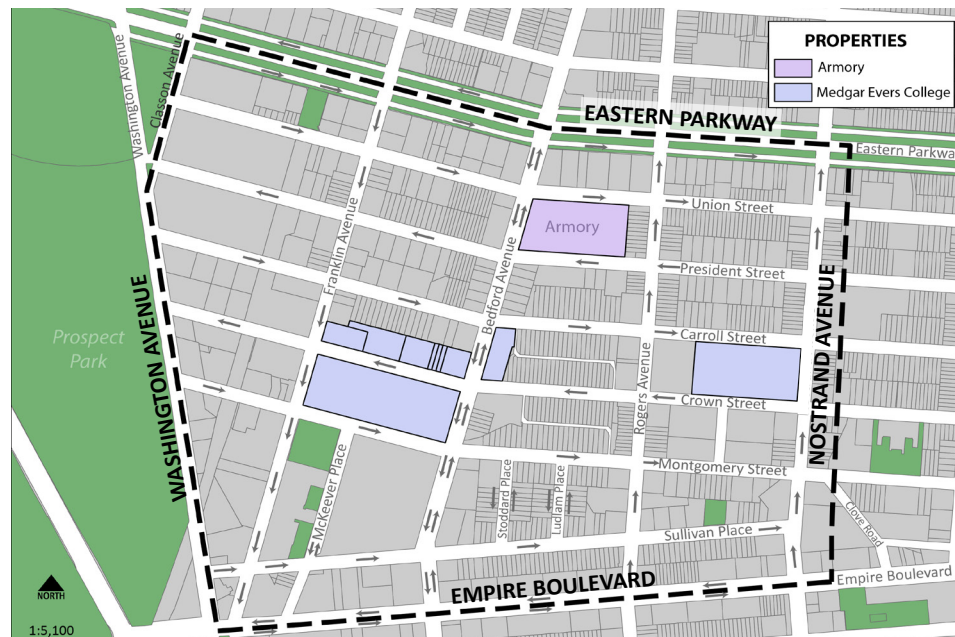 PROPERTIES
Armory
Medgar Evers College
Washington Avenue
Classon Avenue
EASTERN PARKWAY
Eastern Parkwa
Union Street
Armory
Franklin Avenue
Bedford Avenue
President Street
Prospect
Park
WASHINGTON AVENUE
Carroll Street
Rogers Avenue
NOSTRAND AVENUE
Crown Street
McKeever Place
Montgomery Street
Stoddard Place
Ludlam Place
Clove Road
Sullivan Place
EMPIRE BOULEVARD
Empire Boulevard
NORTH
1:5,100